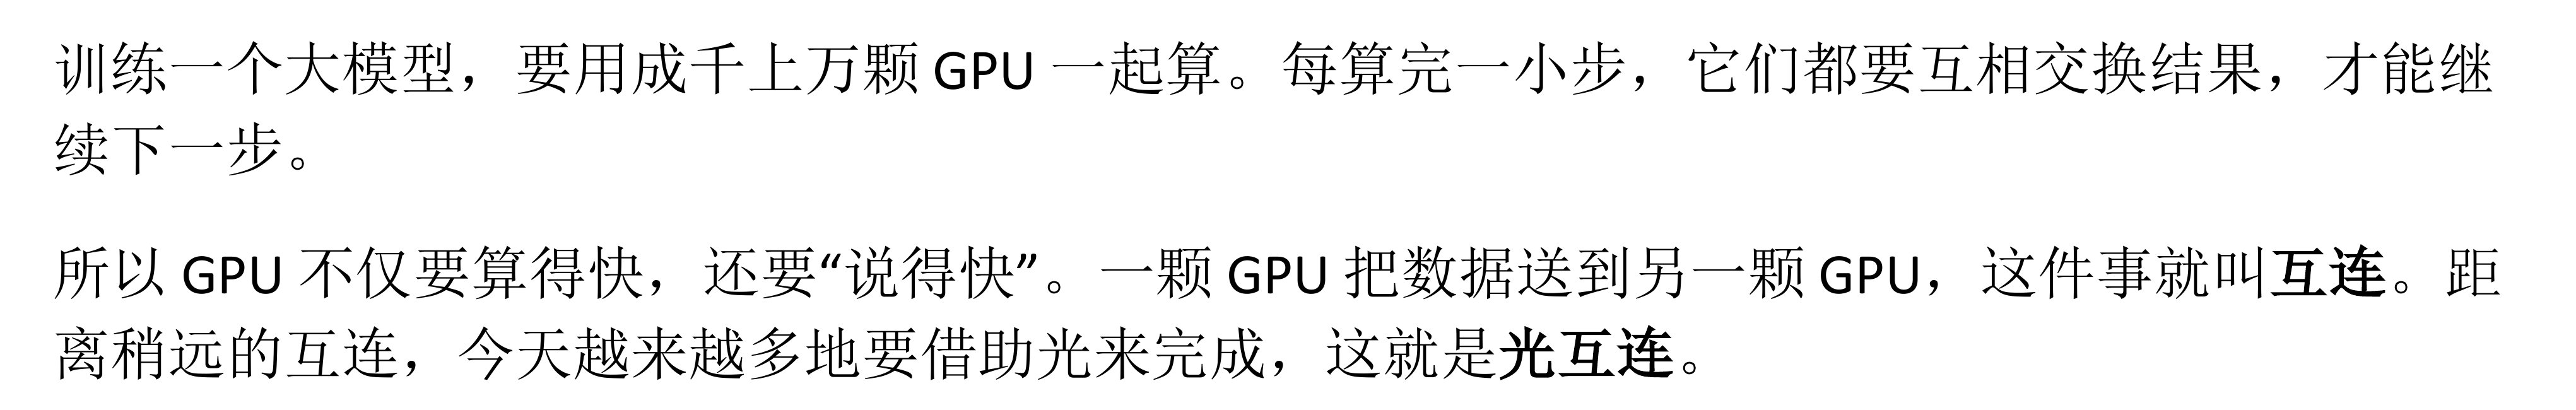 训练一个大模型，要用成千上万颗 GPU 一起算。每算完一小步，它们都要互相交换结果，才能继
续下一步。
所以 GPU 不仅要算得快，还要“说得快”。一颗 GPU 把数据送到另一颗 GPU，这件事就叫互连。距
离稍远的互连，今天越来越多地要借助光来完成，这就是光互连。